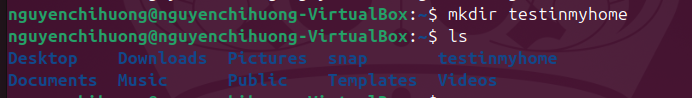 nguyenchihuong@nguyenchihuong-VirtualBox:~$ mkdir testinmyhome
nguyenchihuong@nguyenchihuong-VirtualBox:~$ ls
Desktop Downloads Pictures snap testinmyhome
Documents Music Public Templates Videos